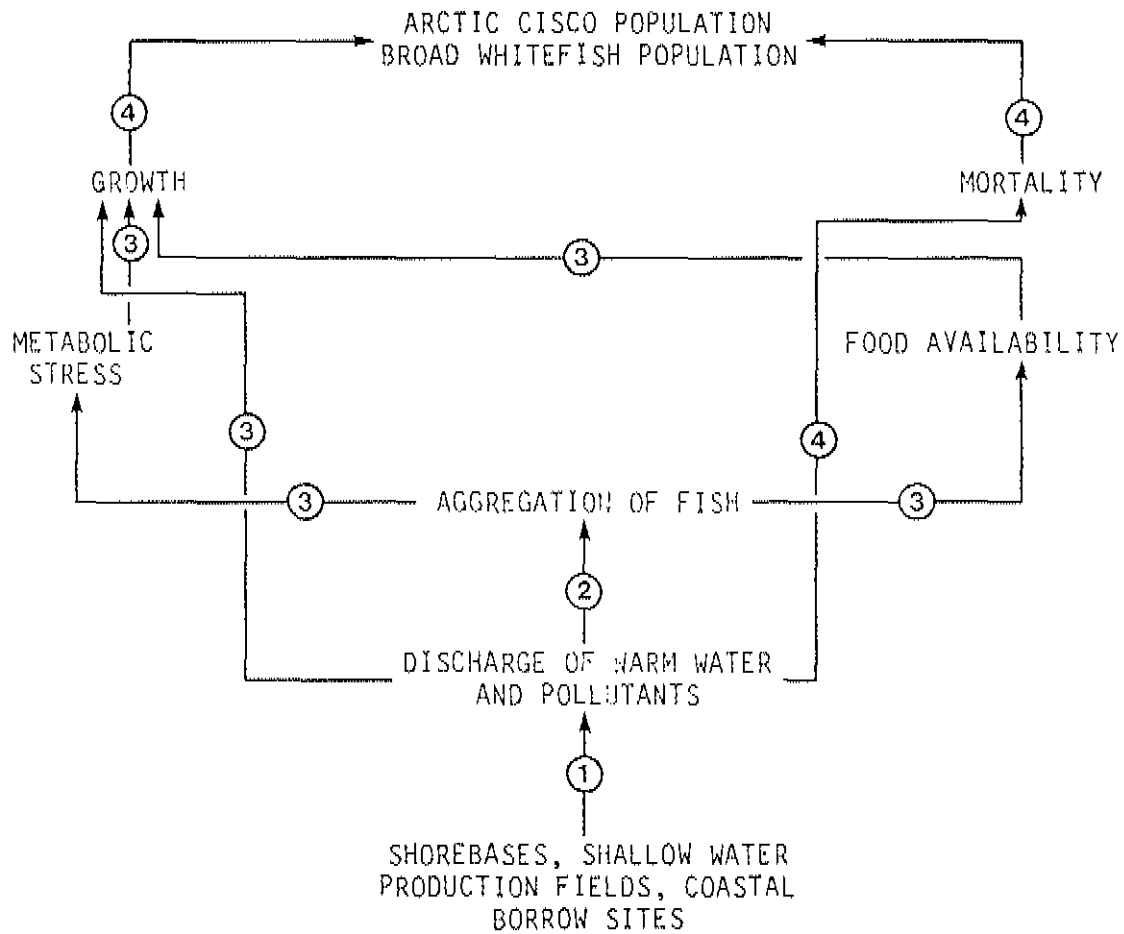 ARCTIC CISCO POPULATION
BROAD WHITEFISH POPULATION
4
4
GROWTH
MORTALITY
3
3
METABOLIC
STRESS
FOOD AVAILABILITY
3
4
3
AGGREGATION OF FISH
3
2
DISCHARGE OF WARM WATER
AND POLLUTANTS
1
SHOREBASES, SHALLOW WATER
PRODUCTION FIELDS, COASTAL
BORROW SITES